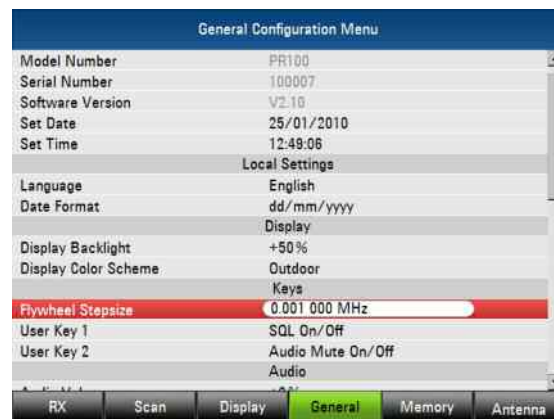 General Configuration Menu
Model Number PR100
Serial Number 100007
Software Version V2.10
Set Date 25/01/2010
Set Time 12:49:06
Local Settings
Language English
Date Format dd/mm/yyyy
Display
Display Backlight +50%
Display Color Scheme Outdoor
Keys
Flywheel Stepsize 0.001 000 MHz
User Key 1 SQL On/Off
User Key 2 Audio Mute On/Off
Audio
RX Scan Display General Memory Antenna